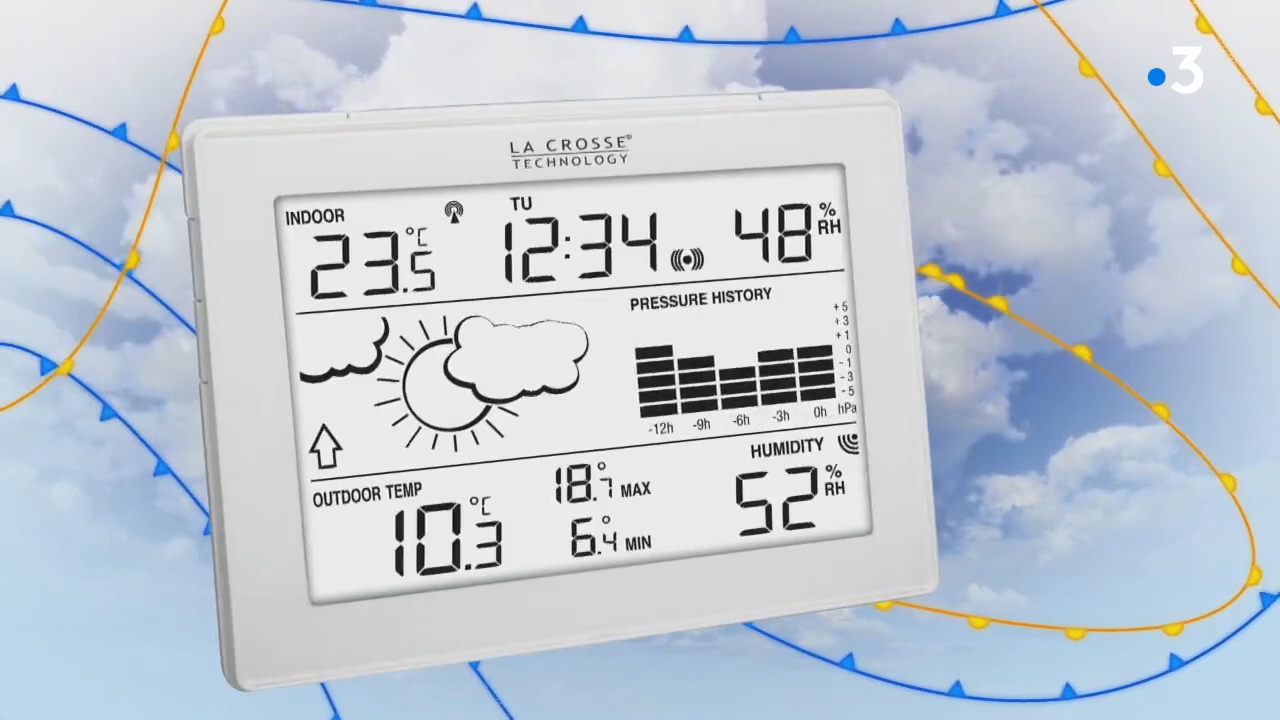 3
LA CROSSE®
TECHNOLOGY
INDOOR
23.5 °C
TU
12:34
48 % RH
PRESSURE HISTORY
+5
+3
+1
0
-1
-3
-5
-12h -9h -6h -3h 0h hPa
OUTDOOR TEMP
10.3 °C
18.7° MAX
6.4° MIN
HUMIDITY
52 % RH